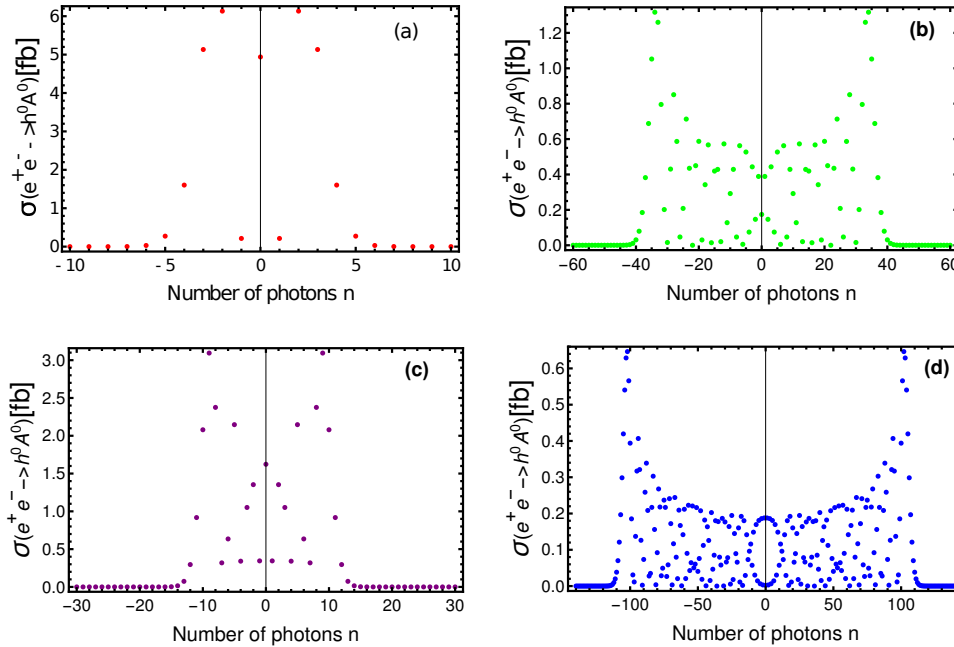 (a)
σ(e⁺e⁻ ->h⁰A⁰)[fb]
6
5
4
3
2
1
0
-10 -5 0 5 10
Number of photons n
(b)
σ(e⁺e⁻->h⁰A⁰)[fb]
1.2
1.0
0.8
0.6
0.4
0.2
0.0
−60 −40 −20 0 20 40 60
Number of photons n
(c)
σ(e⁺e⁻->h⁰A⁰)[fb]
3.0
2.5
2.0
1.5
1.0
0.5
0.0
−30 −20 −10 0 10 20 30
Number of photons n
(d)
σ(e⁺e⁻->h⁰A⁰)[fb]
0.6
0.5
0.4
0.3
0.2
0.1
0.0
−100 −50 0 50 100
Number of photons n